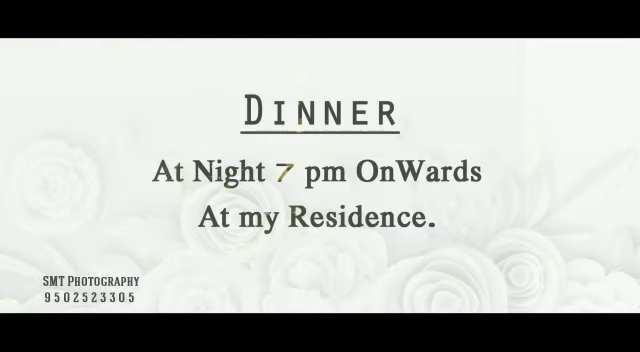 DINNER
At Night 7 pm OnWards
At my Residence.
SMT PHOTOGRAPHY
9502523305